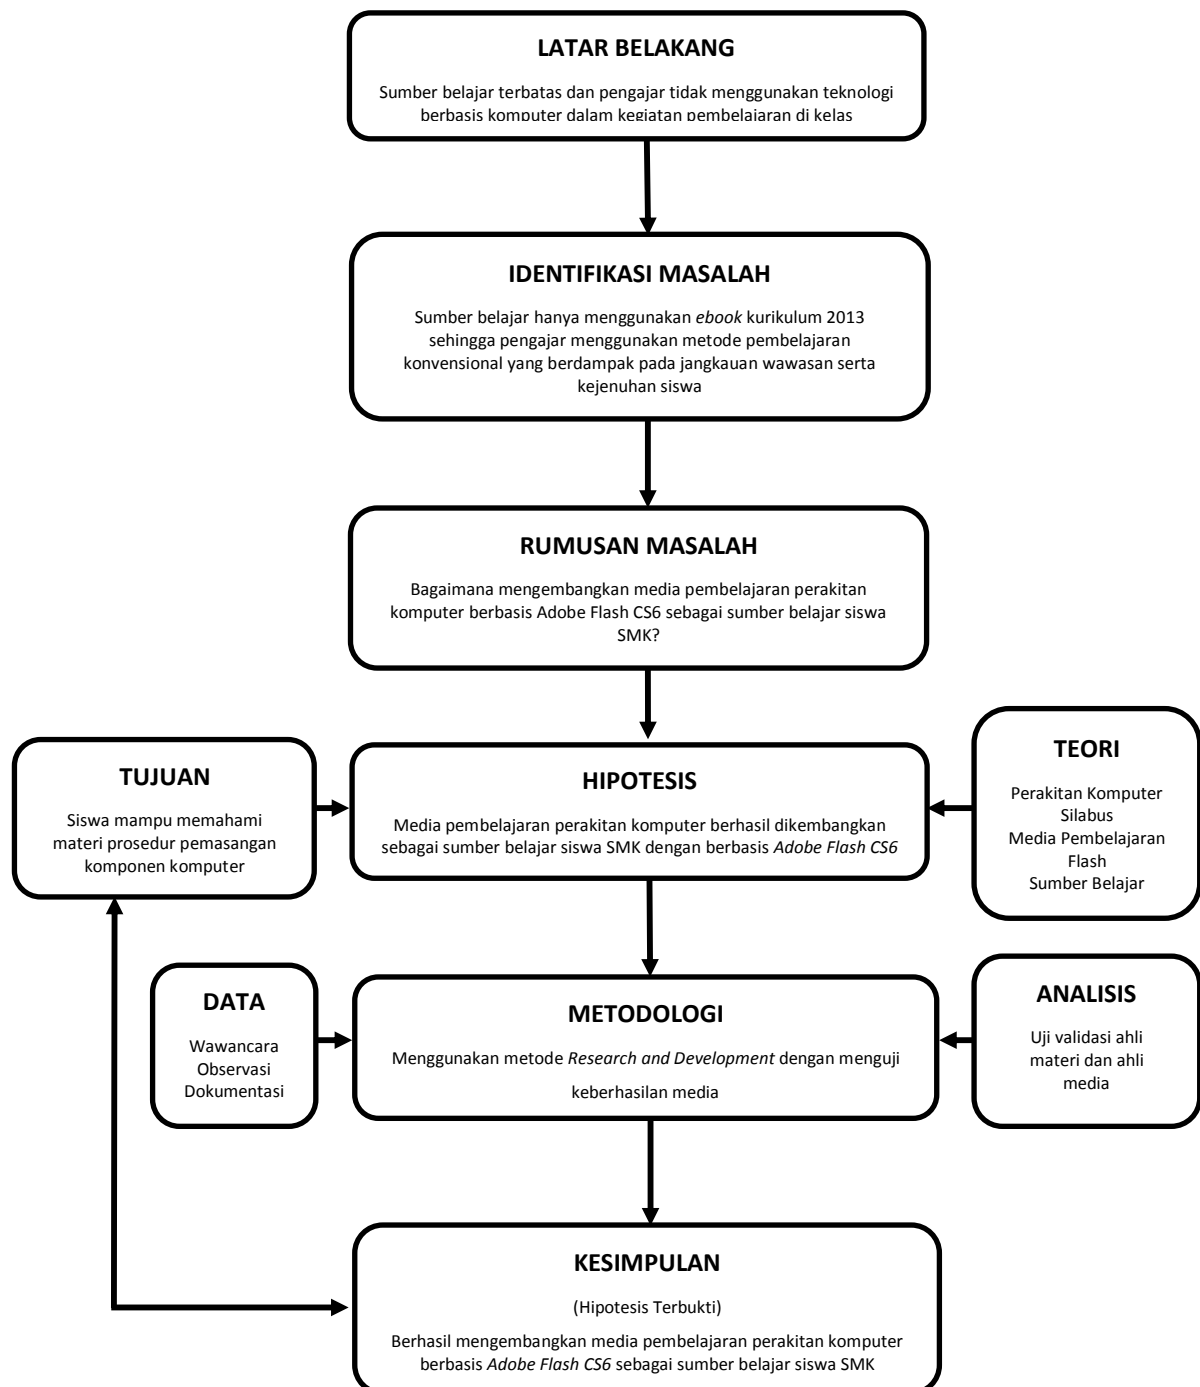 LATAR BELAKANG
Sumber belajar terbatas dan pengajar tidak menggunakan teknologi
berbasis komputer dalam kegiatan pembelajaran di kelas
IDENTIFIKASI MASALAH
Sumber belajar hanya menggunakan ebook kurikulum 2013
sehingga pengajar menggunakan metode pembelajaran
konvensional yang berdampak pada jangkauan wawasan serta
kejenuhan siswa
RUMUSAN MASALAH
Bagaimana mengembangkan media pembelajaran perakitan
komputer berbasis Adobe Flash CS6 sebagai sumber belajar siswa
SMK?
TUJUAN
Siswa mampu memahami
materi prosedur pemasangan
komponen komputer
HIPOTESIS
Media pembelajaran perakitan komputer berhasil dikembangkan
sebagai sumber belajar siswa SMK dengan berbasis Adobe Flash CS6
TEORI
Perakitan Komputer
Silabus
Media Pembelajaran
Flash
Sumber Belajar
DATA
Wawancara
Observasi
Dokumentasi
METODOLOGI
Menggunakan metode Research and Development dengan menguji
keberhasilan media
ANALISIS
Uji validasi ahli
materi dan ahli
media
KESIMPULAN
(Hipotesis Terbukti)
Berhasil mengembangkan media pembelajaran perakitan komputer
berbasis Adobe Flash CS6 sebagai sumber belajar siswa SMK